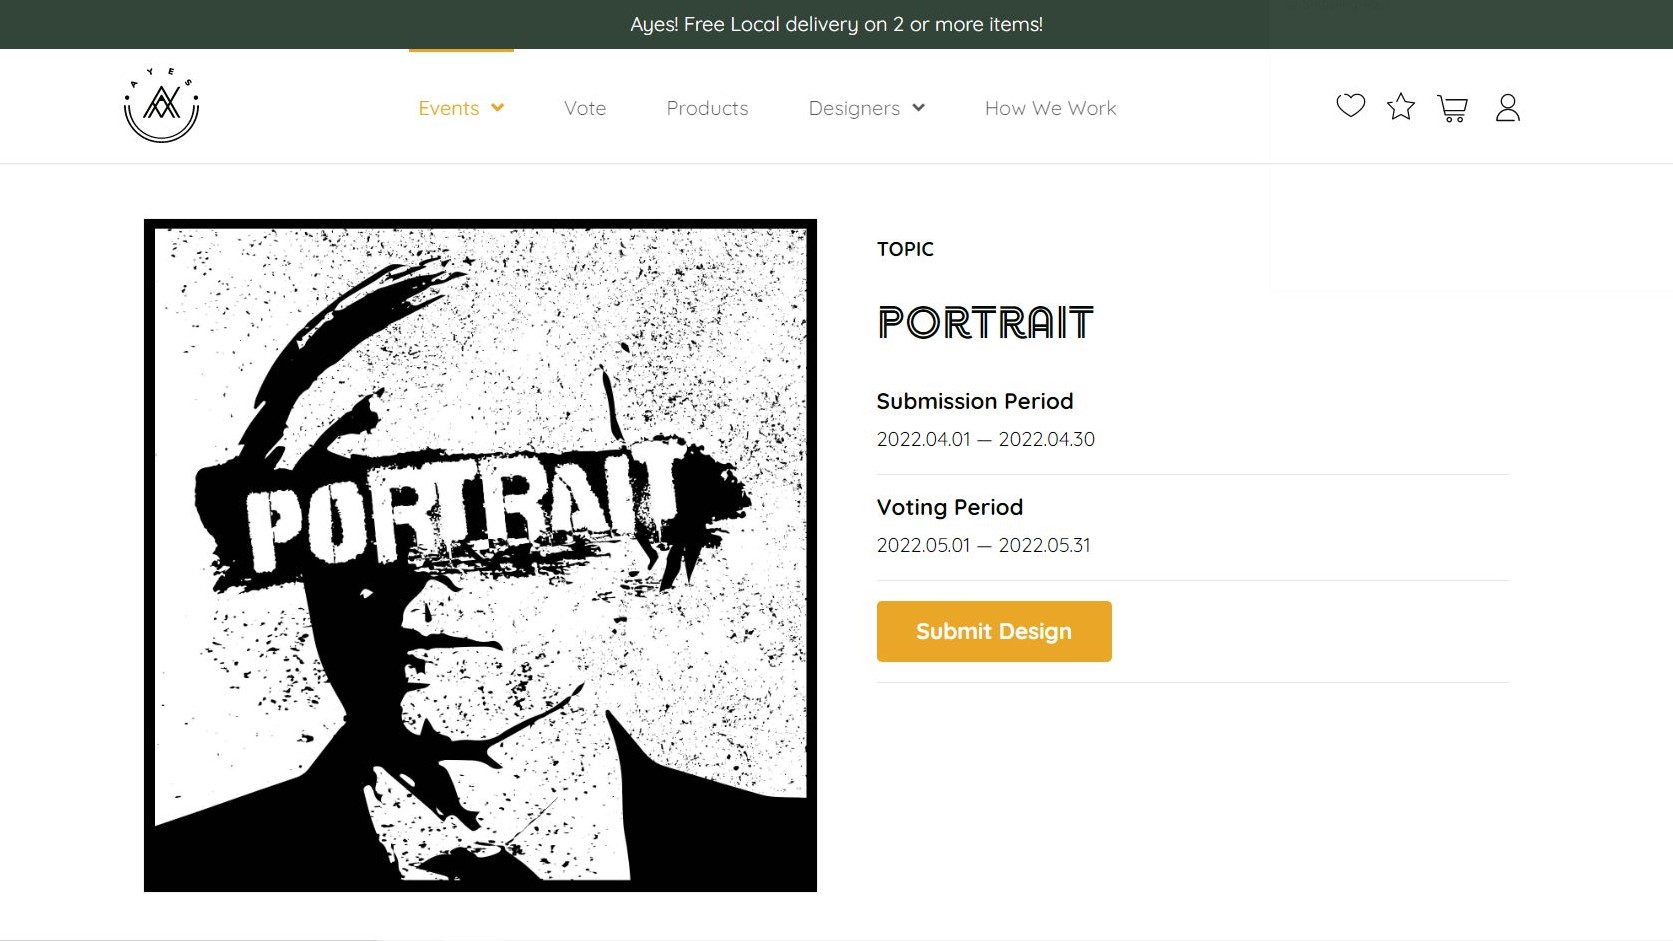 Ayes! Free Local delivery on 2 or more items!
AYES
Events
Vote
Products
Designers
How We Work
PORTRAIT
TOPIC
PORTRAIT
Submission Period
2022.04.01 — 2022.04.30
Voting Period
2022.05.01 — 2022.05.31
Submit Design